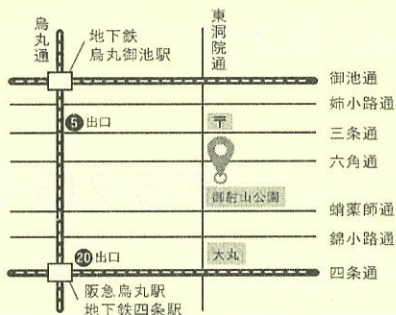 烏丸通
地下鉄
烏丸御池駅
東洞院通
御池通
姉小路通
〒
❺出口
三条通
六角通
御射山公園
蛸薬師通
錦小路通
⓴出口
大丸
四条通
阪急烏丸駅
地下鉄四条駅